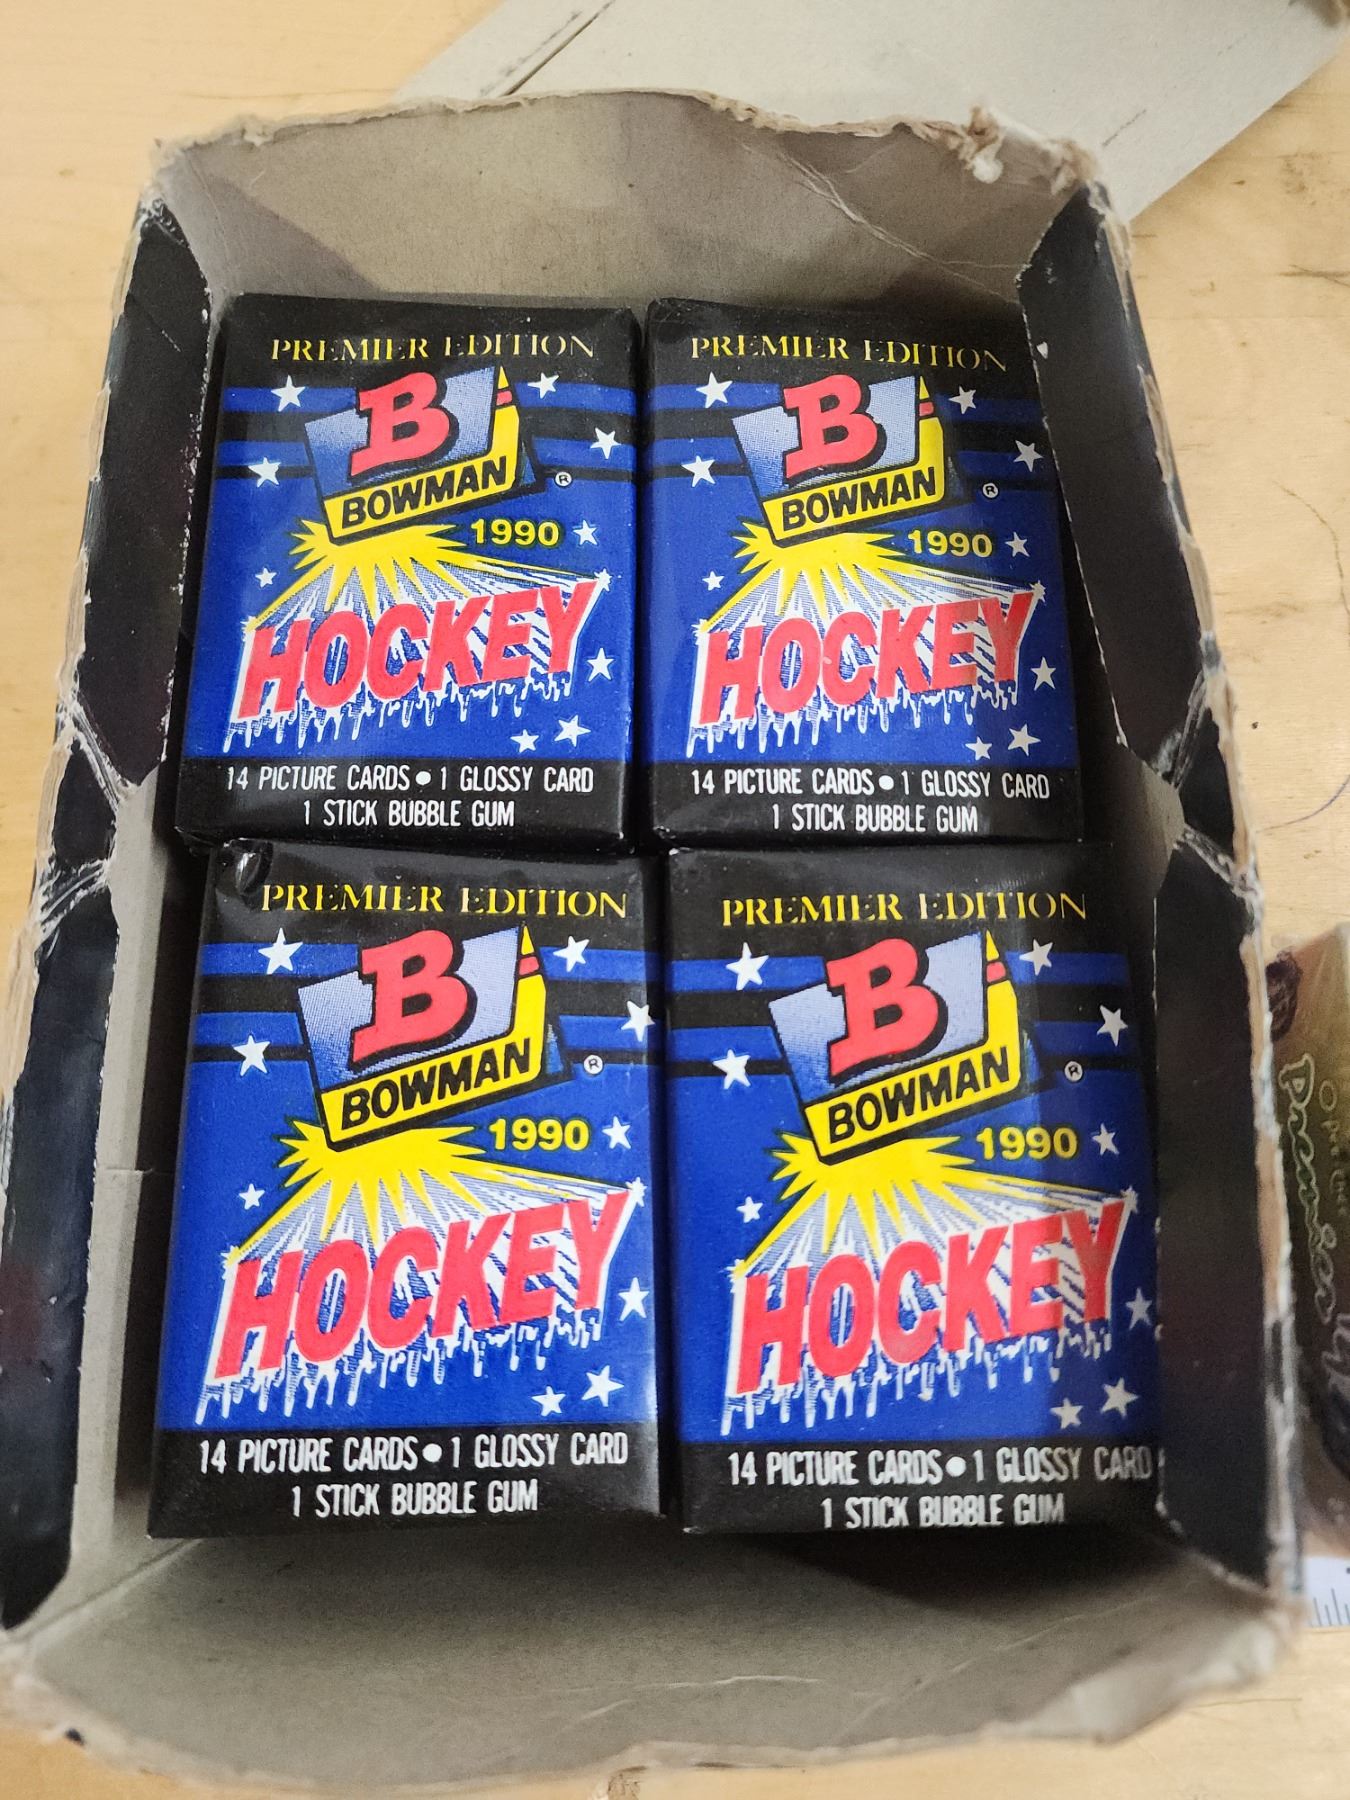 PREMIER EDITION
B
BOWMAN
®
1990
HOCKEY
14 PICTURE CARDS • 1 GLOSSY CARD
1 STICK BUBBLE GUM
PREMIER EDITION
B
BOWMAN
®
1990
HOCKEY
14 PICTURE CARDS • 1 GLOSSY CARD
1 STICK BUBBLE GUM
PREMIER EDITION
B
BOWMAN
®
1990
HOCKEY
14 PICTURE CARDS • 1 GLOSSY CARD
1 STICK BUBBLE GUM
PREMIER EDITION
B
BOWMAN
®
1990
HOCKEY
14 PICTURE CARDS • 1 GLOSSY CARD
1 STICK BUBBLE GUM